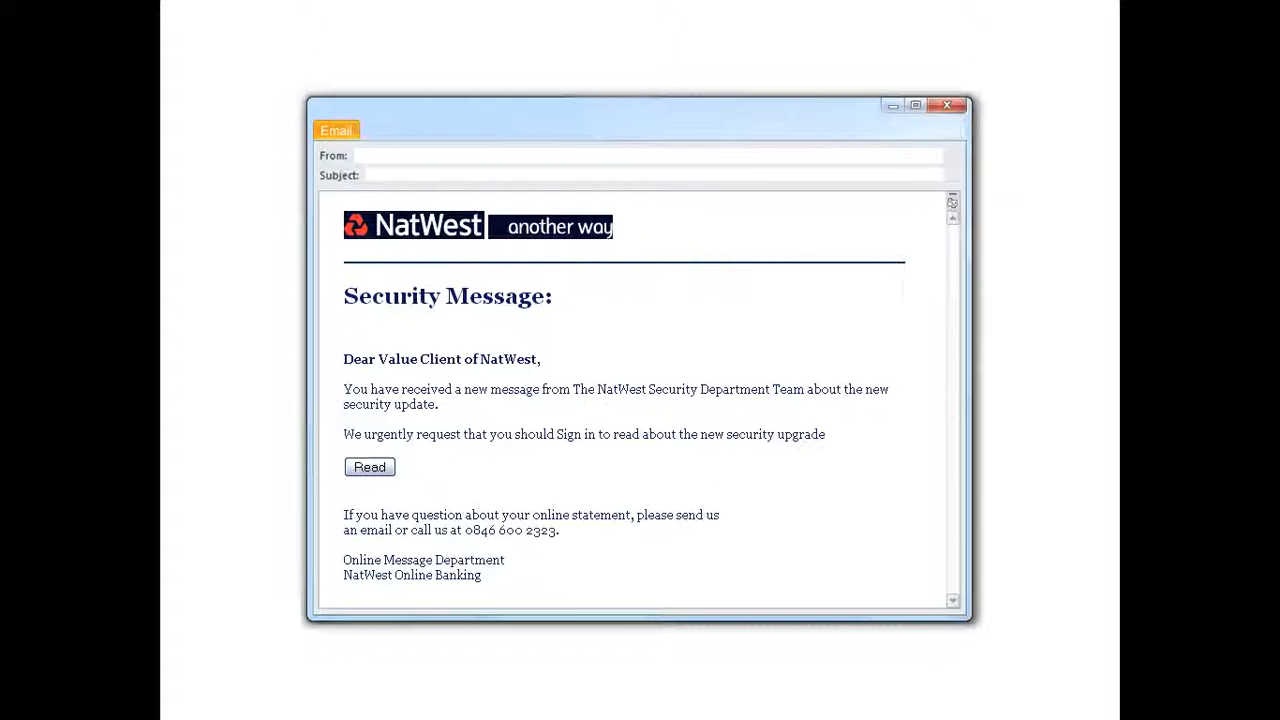 Email
From:
Subject:
NatWest another way
Security Message:
Dear Value Client of NatWest,
You have received a new message from The NatWest Security Department Team about the new
security update.
We urgently request that you should Sign in to read about the new security upgrade
Read
If you have question about your online statement, please send us
an email or call us at 0846 600 2323.
Online Message Department
NatWest Online Banking